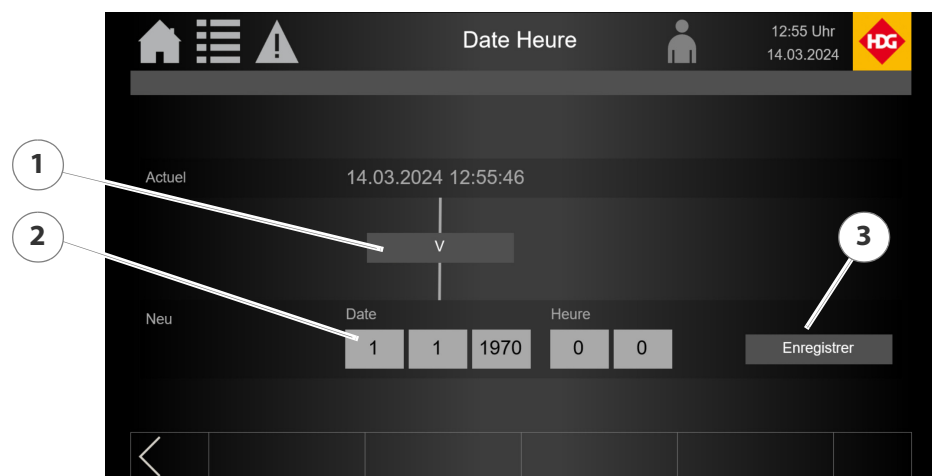 Date Heure
12:55 Uhr
14.03.2024
HDG
1
Actuel 14.03.2024 12:55:46
2
V
3
Neu
Date Heure
1 1 1970 0 0
Enregistrer